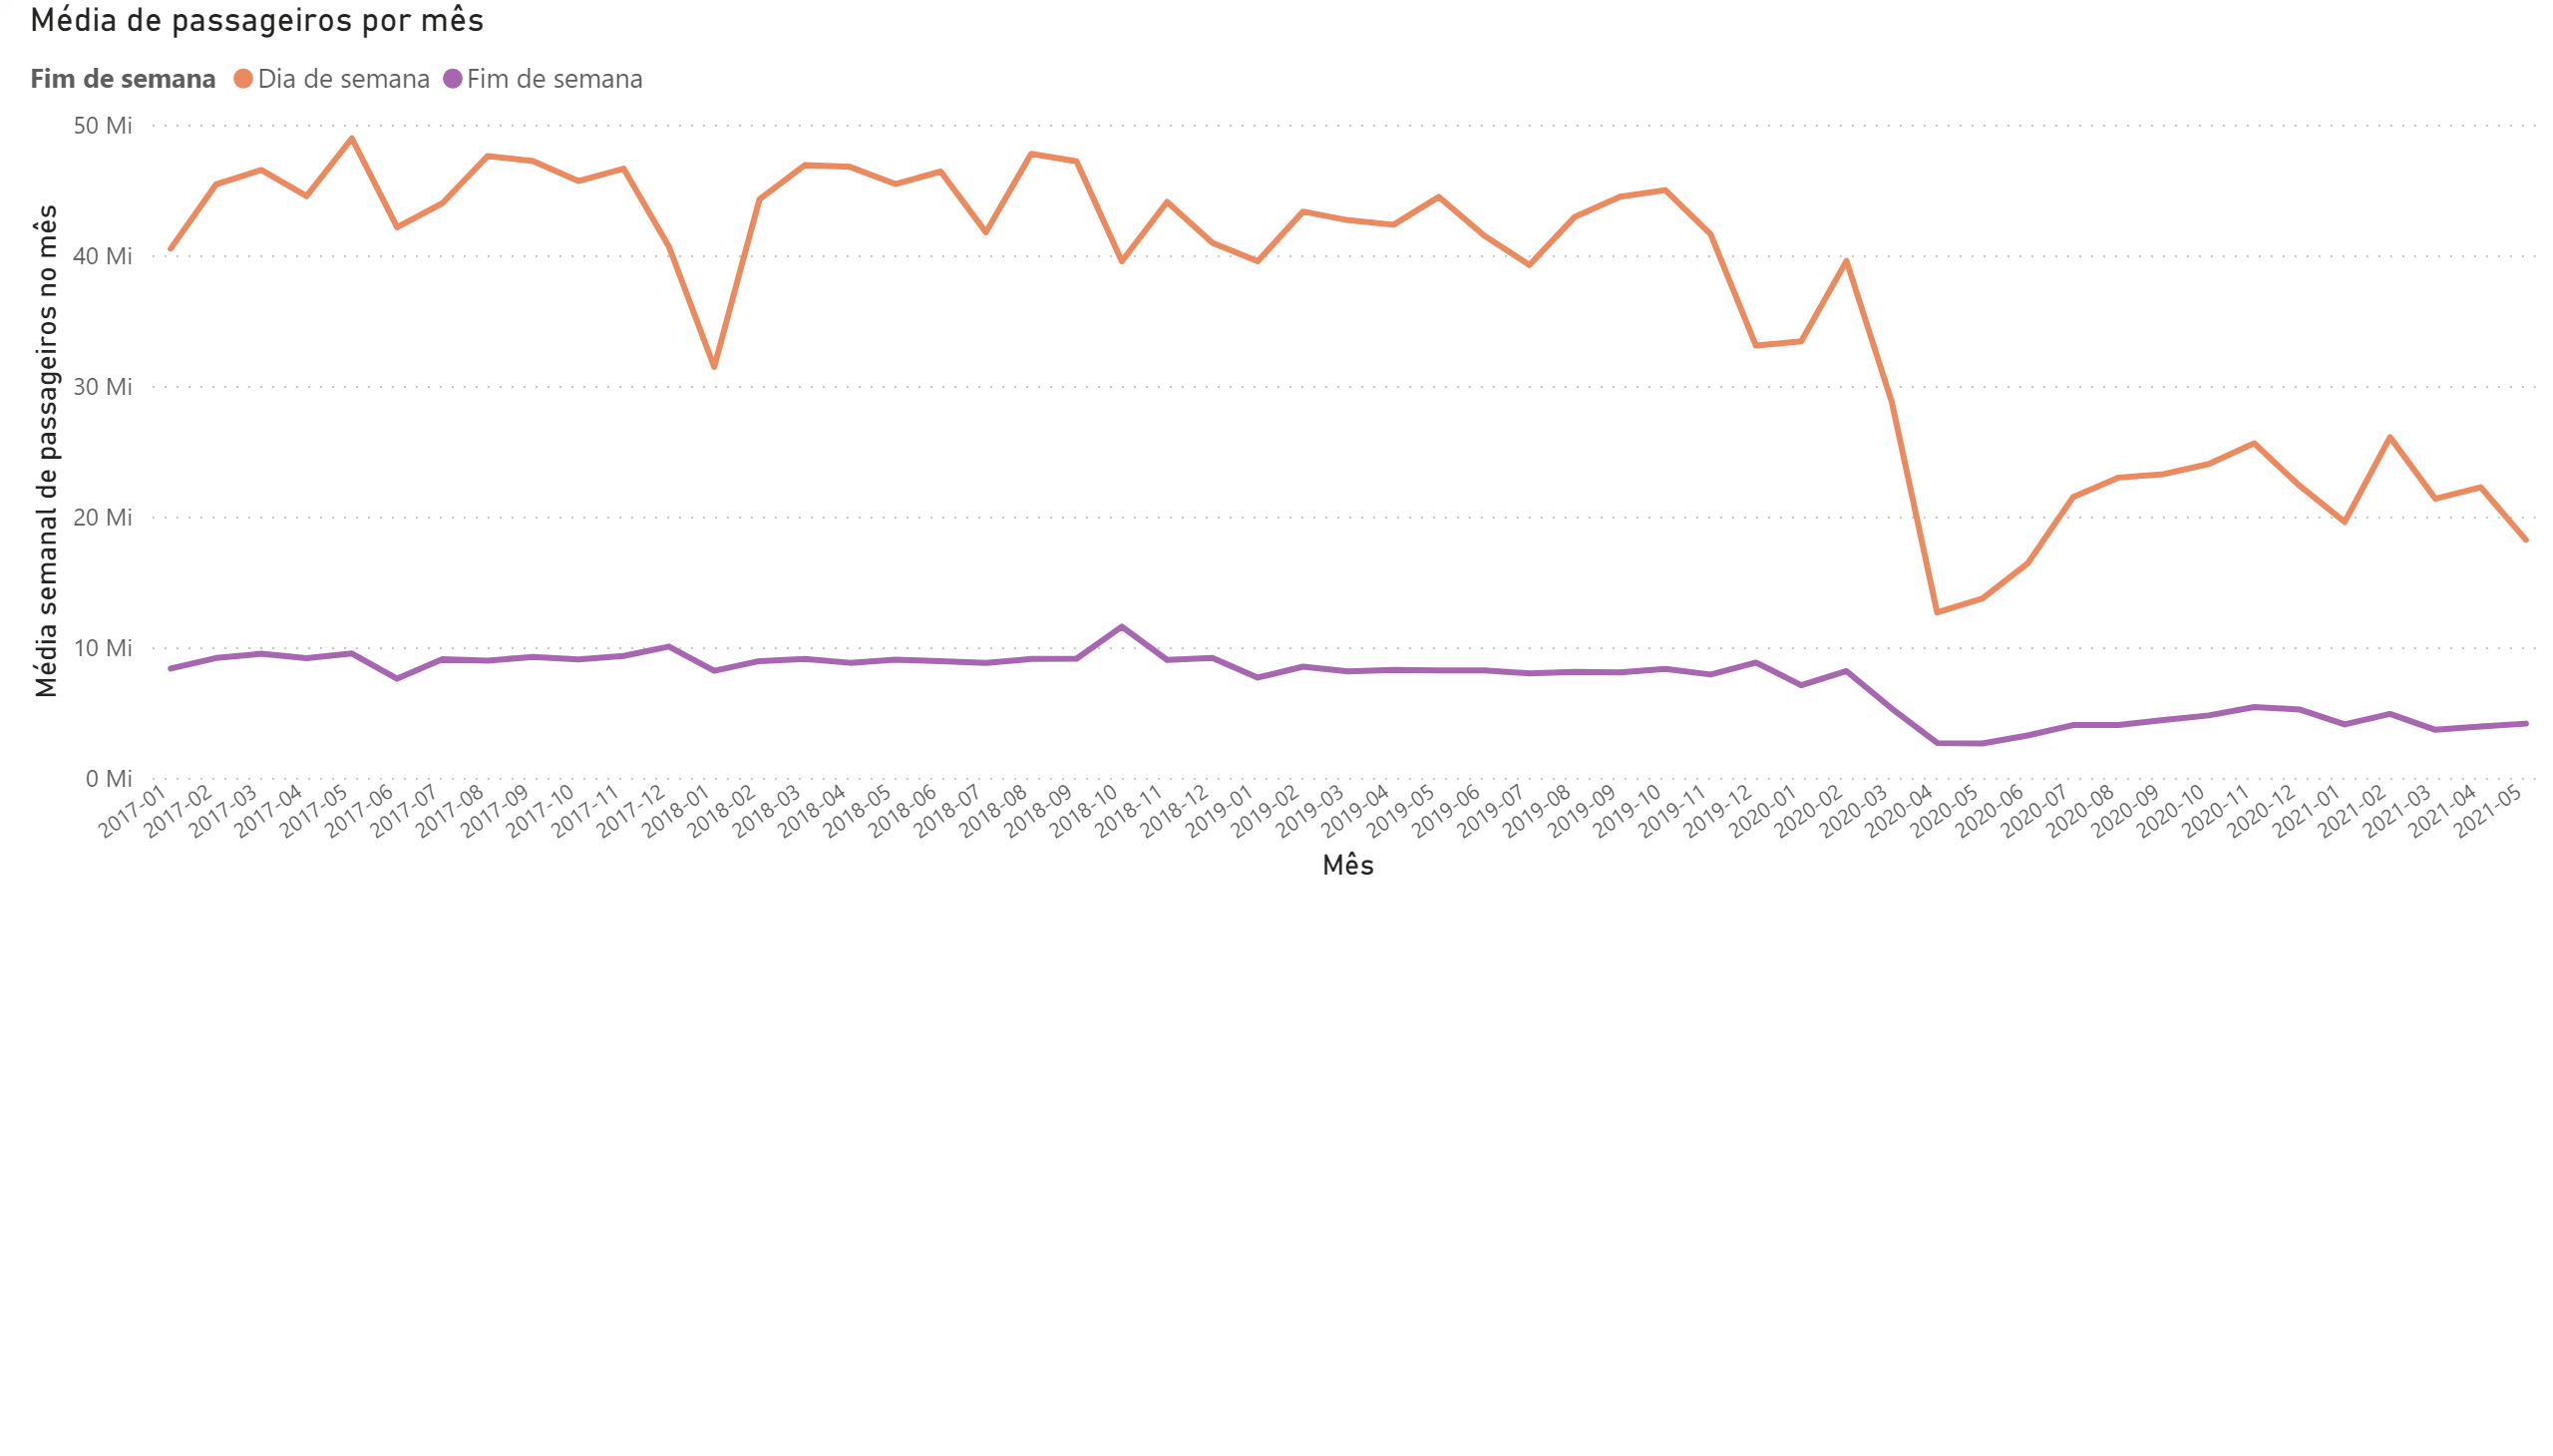 Média de passageiros por mês
Fim de semana Dia de semana Fim de semana
Média semanal de passageiros no mês
50 Mi
40 Mi
30 Mi
20 Mi
10 Mi
0 Mi
2017-01 2017-02 2017-03 2017-04 2017-05 2017-06 2017-07 2017-08 2017-09 2017-10 2017-11 2017-12 2018-01 2018-02 2018-03 2018-04 2018-05 2018-06 2018-07 2018-08 2018-09 2018-10 2018-11 2018-12 2019-01 2019-02 2019-03 2019-04 2019-05 2019-06 2019-07 2019-08 2019-09 2019-10 2019-11 2019-12 2020-01 2020-02 2020-03 2020-04 2020-05 2020-06 2020-07 2020-08 2020-09 2020-10 2020-11 2020-12 2021-01 2021-02 2021-03 2021-04 2021-05
Mês